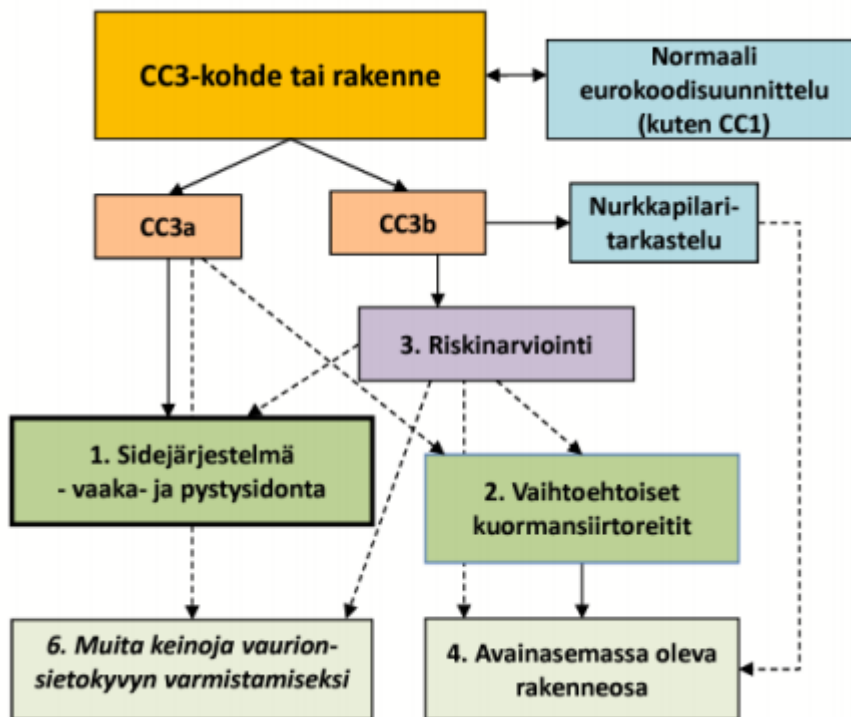 CC3-kohde tai rakenne
Normaali
eurokoodisuunnittelu
(kuten CC1)
CC3a
CC3b
Nurkkapilari-
tarkastelu
3. Riskinarviointi
1. Sidejärjestelmä
- vaaka- ja pystysidonta
2. Vaihtoehtoiset
kuormansiirtoreitit
6. Muita keinoja vaurion-
sietokyvyn varmistamiseksi
4. Avainasemassa oleva
rakenneosa